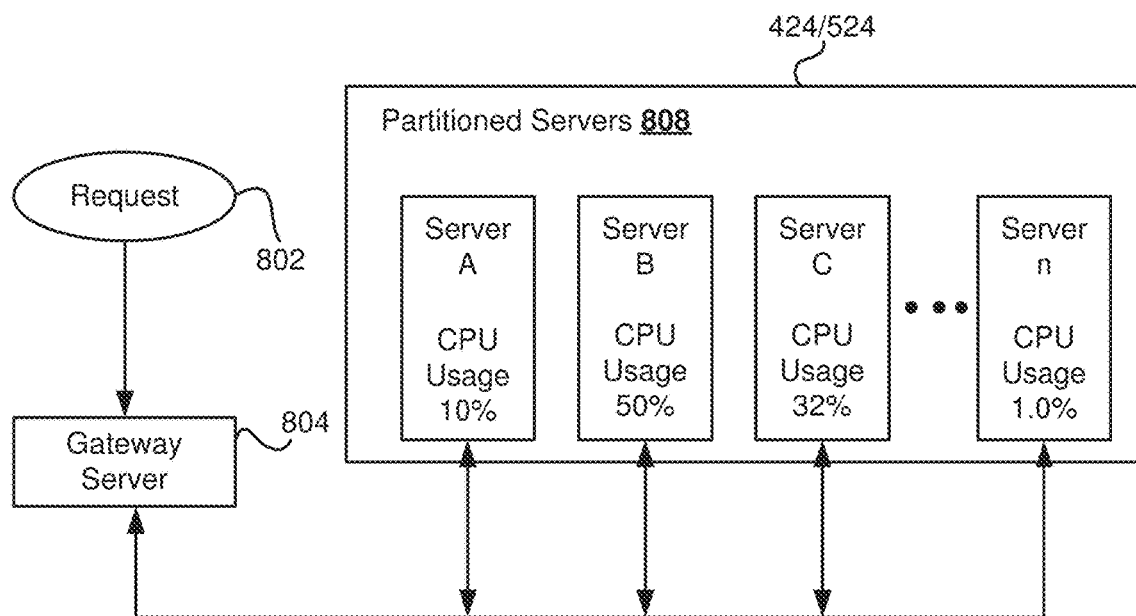 424/524
Partitioned Servers 808
Request
802
Server
A
CPU
Usage
10%
Server
B
CPU
Usage
50%
Server
C
CPU
Usage
32%
Server
n
CPU
Usage
1.0%
804
Gateway
Server